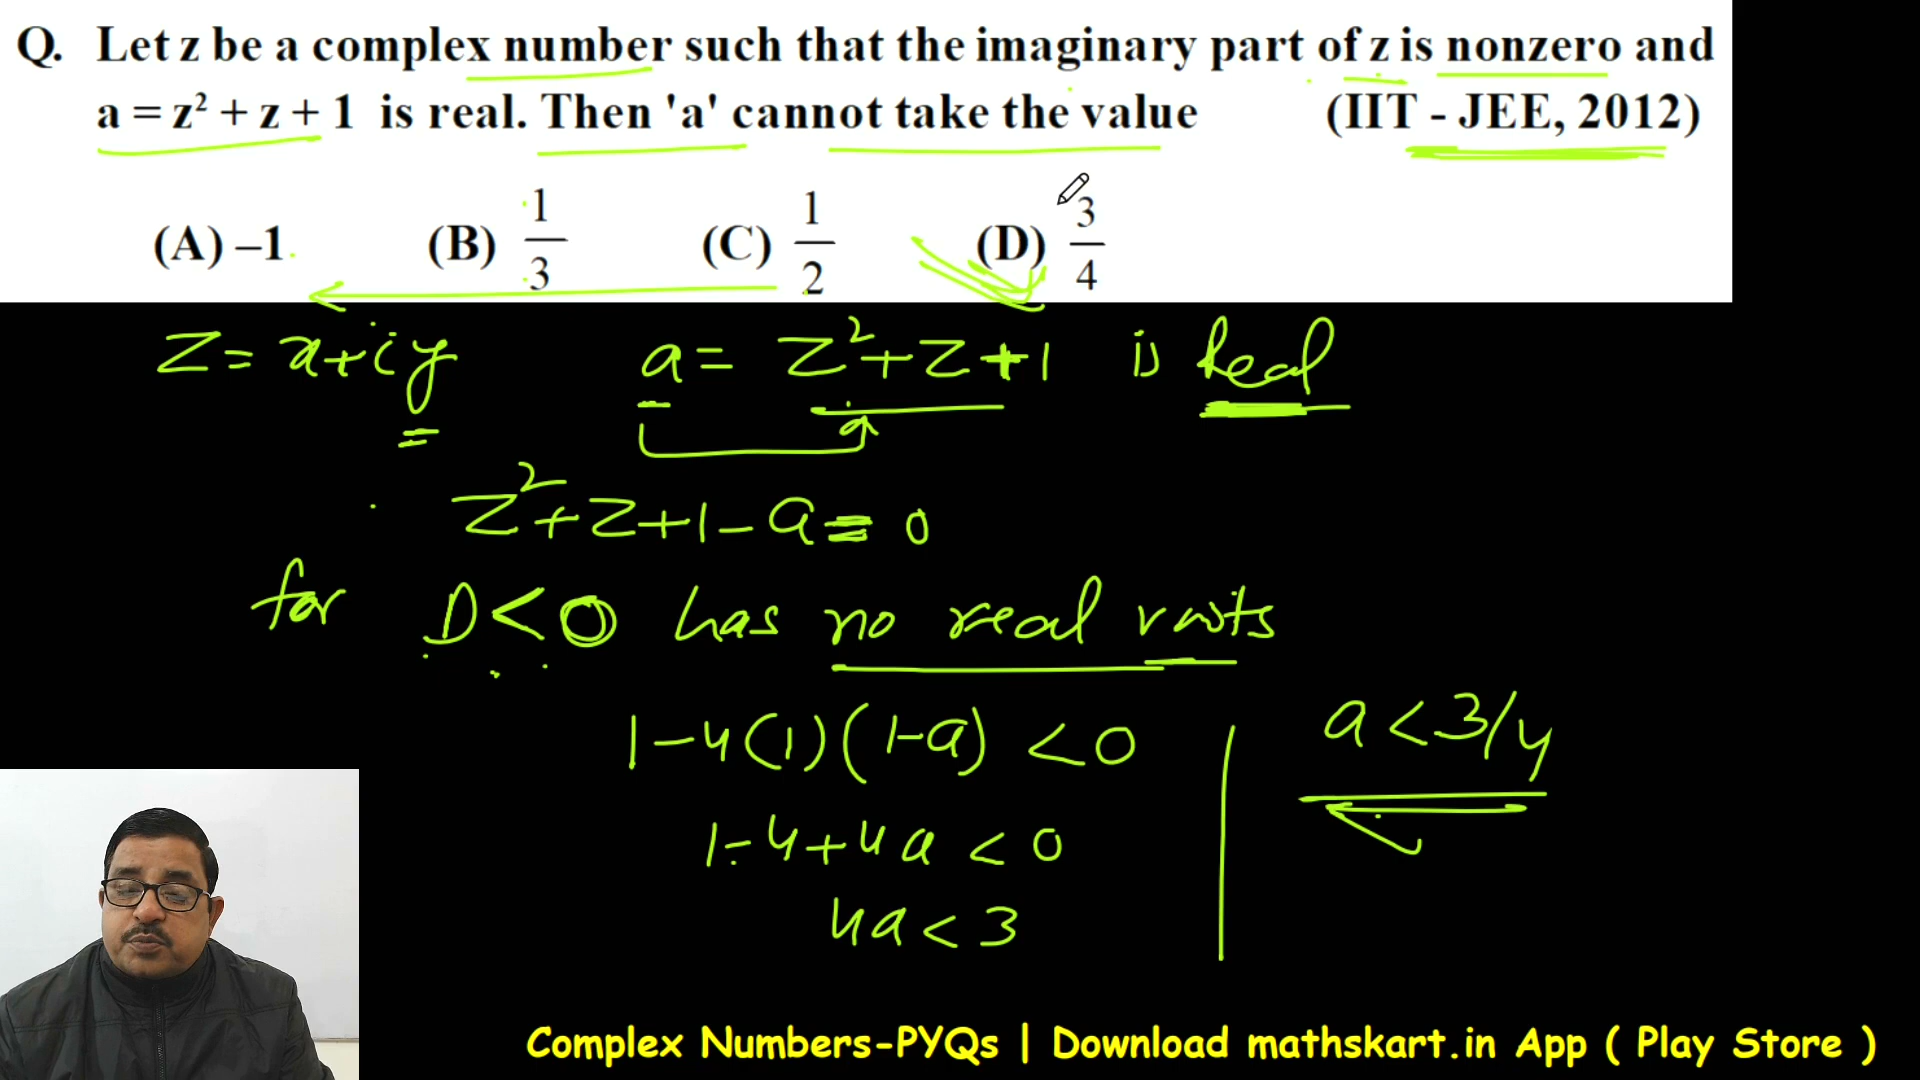 Q. Let z be a complex number such that the imaginary part of z is nonzero and
a = z² + z + 1 is real. Then 'a' cannot take the value (IIT - JEE, 2012)
(A) –1 (B) 1/3 (C) 1/2 (D) 3/4
z = x+iy a = z²+z+1 is Real
z²+z+1-a = 0
for D<0 has no real roots
1-4(1)(1-a) <0
a<3/4
1-4+4a < 0
4a < 3
Complex Numbers-PYQs | Download mathskart.in App ( Play Store )